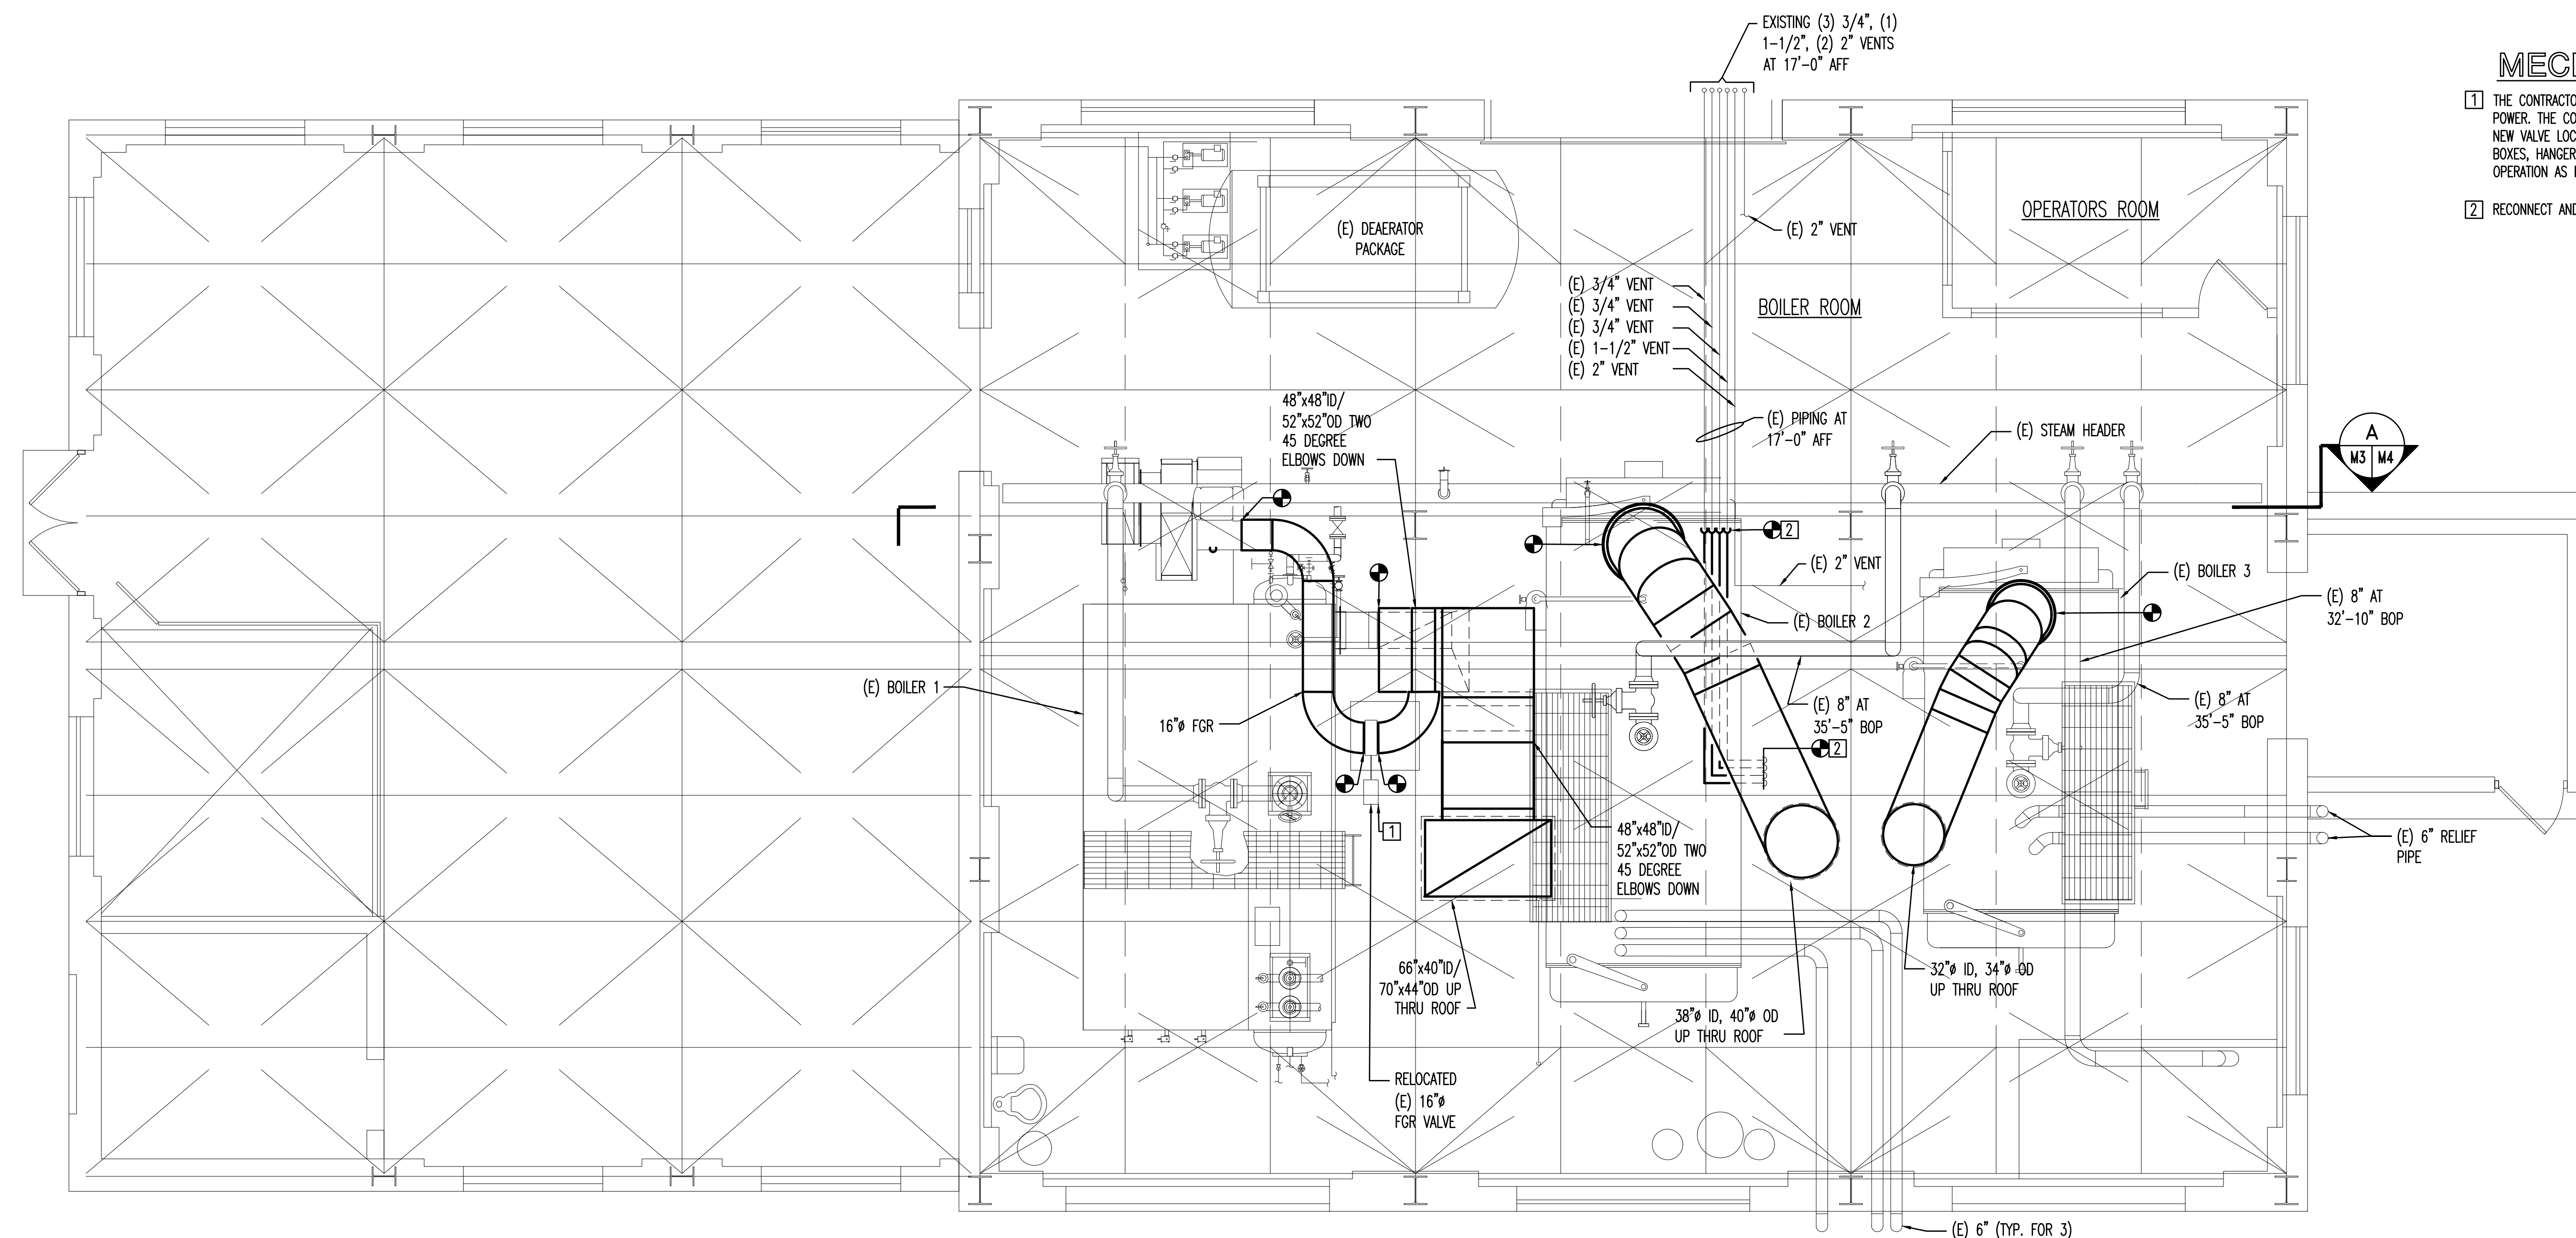 EXISTING (3) 3/4", (1)
1-1/2", (2) 2" VENTS
AT 17'-0" AFF
1 THE CONTRACTO
POWER. THE CO
NEW VALVE LOC
BOXES, HANGER
OPERATION AS
2 RECONNECT AND
OPERATORS ROOM
(E) DEAERATOR
PACKAGE
(E) 2" VENT
(E) 3/4" VENT
(E) 3/4" VENT
(E) 3/4" VENT
(E) 1-1/2" VENT
(E) 2" VENT
BOILER ROOM
48"x48"ID/
52"x52"OD TWO
45 DEGREE
ELBOWS DOWN
(E) PIPING AT
17'-0" AFF
(E) STEAM HEADER
A
M3 M4
2
(E) 2" VENT
(E) BOILER 3
(E) 8" AT
32'-10" BOP
(E) BOILER 2
(E) BOILER 1
16"ø FGR
(E) 8" AT
35'-5" BOP
(E) 8" AT
35'-5" BOP
2
1
48"x48"ID/
52"x52"OD TWO
45 DEGREE
ELBOWS DOWN
(E) 6" RELIEF
PIPE
66"x40"ID/
70"x44"OD UP
THRU ROOF
32"ø ID, 34"ø OD
UP THRU ROOF
38"ø ID, 40"ø OD
UP THRU ROOF
RELOCATED
(E) 16"ø
FGR VALVE
(E) 6" (TYP. FOR 3)